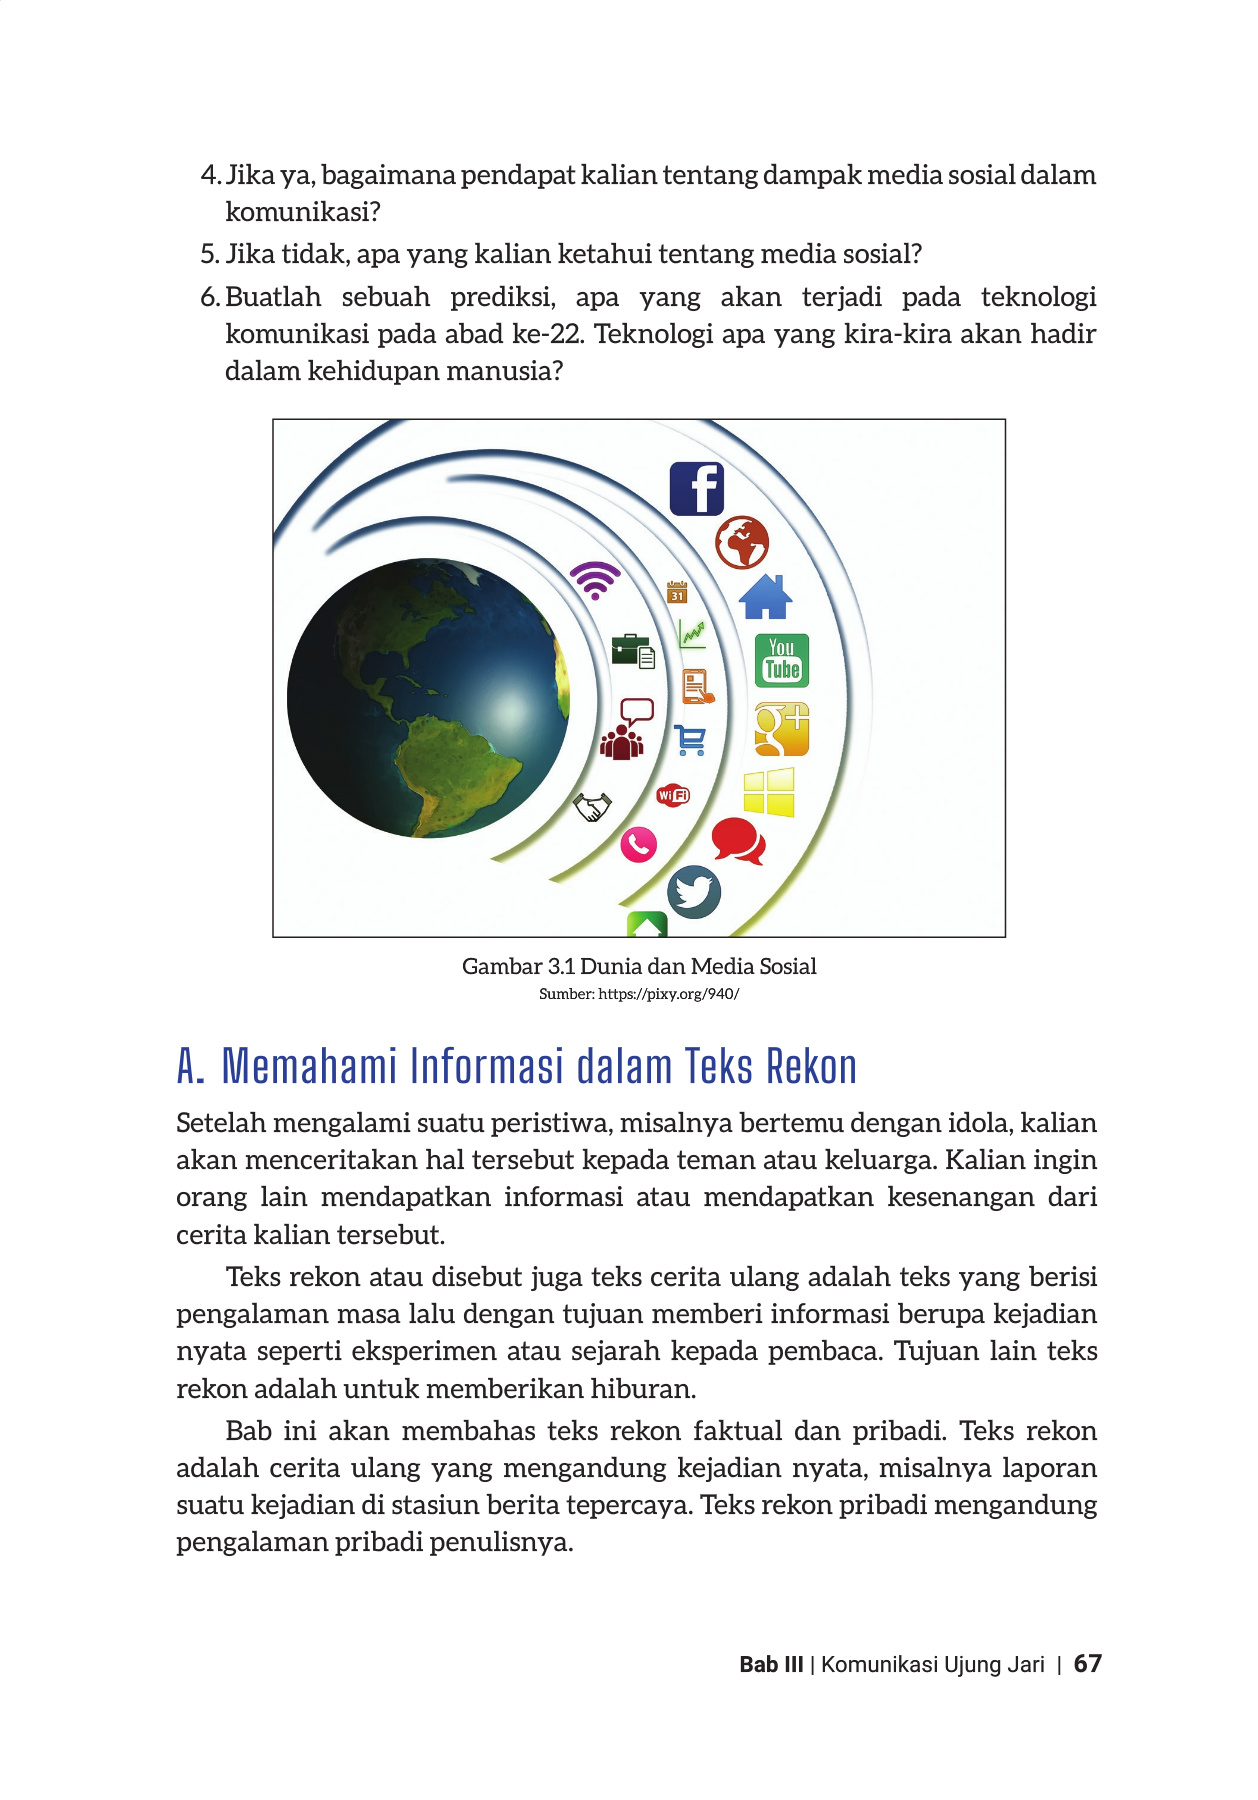 4. Jika ya, bagaimana pendapat kalian tentang dampak media sosial dalam
komunikasi?
5. Jika tidak, apa yang kalian ketahui tentang media sosial?
6. Buatlah sebuah prediksi, apa yang akan terjadi pada teknologi
komunikasi pada abad ke-22. Teknologi apa yang kira-kira akan hadir
dalam kehidupan manusia?
f
31
You
Tube
g+
WiFi
Gambar 3.1 Dunia dan Media Sosial
Sumber: https://pixy.org/940/
A. Memahami Informasi dalam Teks Rekon
Setelah mengalami suatu peristiwa, misalnya bertemu dengan idola, kalian
akan menceritakan hal tersebut kepada teman atau keluarga. Kalian ingin
orang lain mendapatkan informasi atau mendapatkan kesenangan dari
cerita kalian tersebut.
Teks rekon atau disebut juga teks cerita ulang adalah teks yang berisi
pengalaman masa lalu dengan tujuan memberi informasi berupa kejadian
nyata seperti eksperimen atau sejarah kepada pembaca. Tujuan lain teks
rekon adalah untuk memberikan hiburan.
Bab ini akan membahas teks rekon faktual dan pribadi. Teks rekon
adalah cerita ulang yang mengandung kejadian nyata, misalnya laporan
suatu kejadian di stasiun berita tepercaya. Teks rekon pribadi mengandung
pengalaman pribadi penulisnya.
Bab III | Komunikasi Ujung Jari | 67